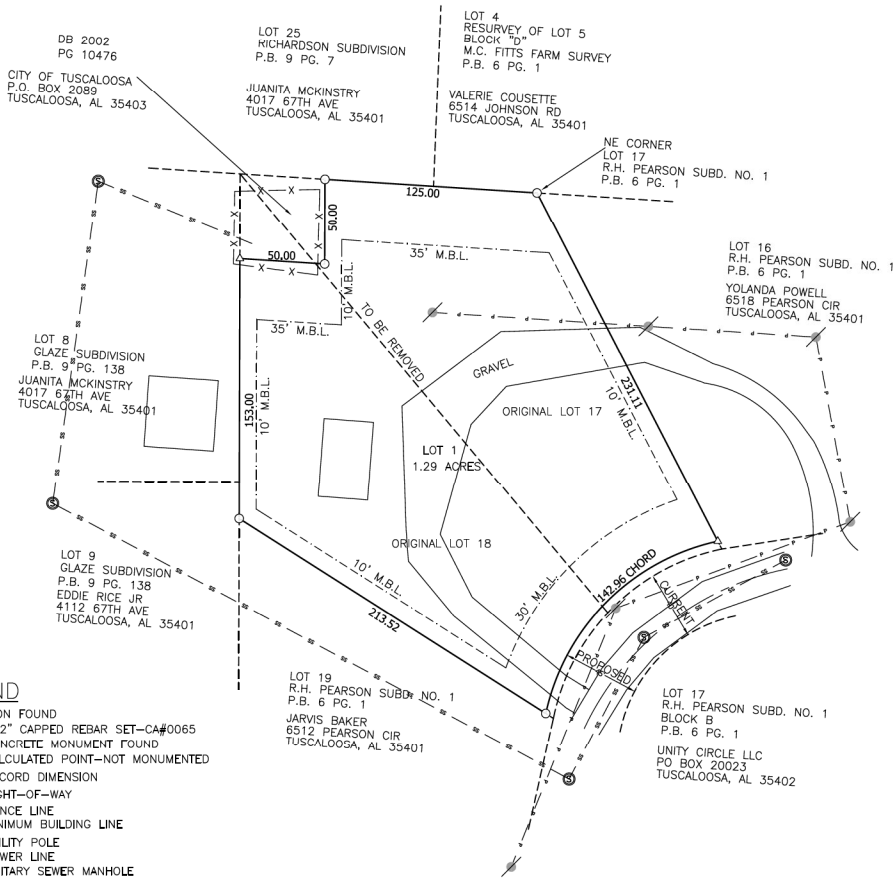 DB 2002
PG 10476
CITY OF TUSCALOOSA
P.O. BOX 2089
TUSCALOOSA, AL 35403
LOT 25
RICHARDSON SUBDIVISION
P.B. 9 PG. 7
JUANITA MCKINSTRY
4017 67TH AVE
TUSCALOOSA, AL 35401
LOT 4
RESURVEY OF LOT 5
BLOCK "D"
M.C. FITTS FARM SURVEY
P.B. 6 PG. 1
VALERIE COUSETTE
6514 JOHNSON RD
TUSCALOOSA, AL 35401
NE CORNER
LOT 17
R.H. PEARSON SUBD. NO. 1
P.B. 6 PG. 1
LOT 16
R.H. PEARSON SUBD. NO. 1
P.B. 6 PG. 1
YOLANDA POWELL
6518 PEARSON CIR
TUSCALOOSA, AL 35401
125.00
50.00
50.00
35' M.B.L.
10' M.B.L.
35' M.B.L.
TO BE REMOVED
GRAVEL
ORIGINAL LOT 17
231.11
10' M.B.L.
LOT 8
GLAZE SUBDIVISION
P.B. 9 PG. 138
JUANITA MCKINSTRY
4017 67TH AVE
TUSCALOOSA, AL 35401
153.00
10' M.B.L.
LOT 1
1.29 ACRES
ORIGINAL LOT 18
10' M.B.L.
213.52
30' M.B.L.
142.96 CHORD
CURRENT
PROPOSED
LOT 9
GLAZE SUBDIVISION
P.B. 9 PG. 138
EDDIE RICE JR
4112 67TH AVE
TUSCALOOSA, AL 35401
LOT 19
R.H. PEARSON SUBD. NO. 1
P.B. 6 PG. 1
JARVIS BAKER
6512 PEARSON CIR
TUSCALOOSA, AL 35401
LOT 17
R.H. PEARSON SUBD. NO. 1
BLOCK B
P.B. 6 PG. 1
UNITY CIRCLE LLC
PO BOX 20023
TUSCALOOSA, AL 35402
ND
ON FOUND
2" CAPPED REBAR SET-CA#0065
NCRETE MONUMENT FOUND
LCULATED POINT-NOT MONUMENTED
CORD DIMENSION
GHT-OF-WAY
NCE LINE
NIMUM BUILDING LINE
ILITY POLE
WER LINE
ITARY SEWER MANHOLE